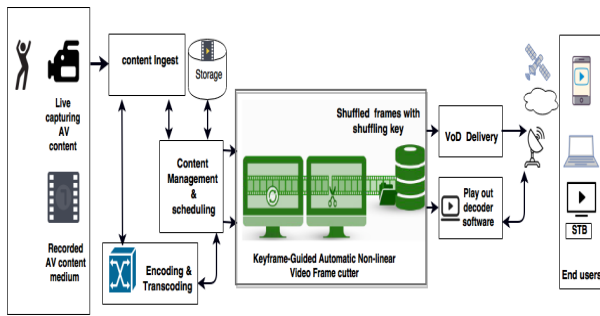 Live
capturing
AV
content
Recorded
AV content
medium
content Ingest
Storage
Content
Management
&
scheduling
Encoding &
Transcoding
Shuffled frames with
shuffling key
Keyframe-Guided Automatic Non-linear
Video Frame cutter
VoD Delivery
Play out
decoder
software
STB
End users